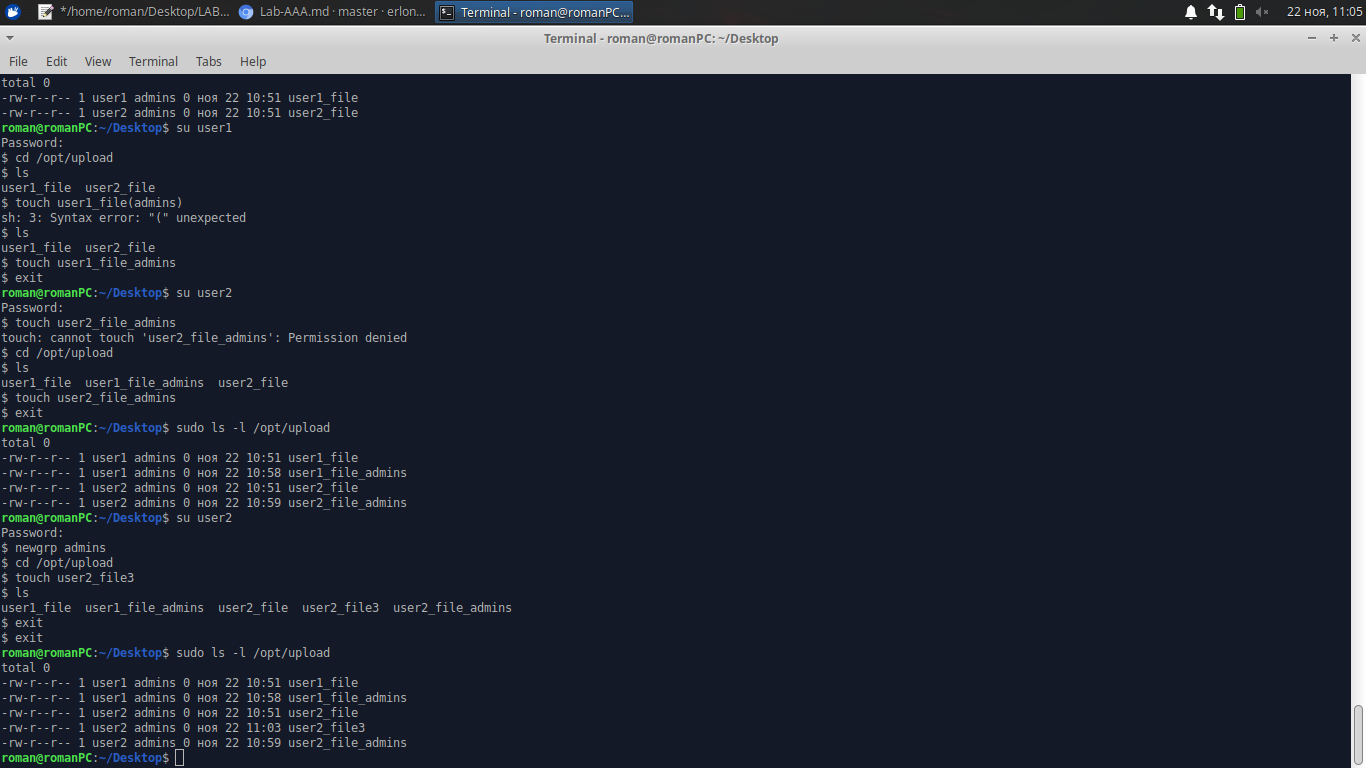 */home/roman/Desktop/LAB...
Lab-AAA.md · master · erlon...
Terminal - roman@romanPC...
22 ноя, 11:05
Terminal - roman@romanPC: ~/Desktop
File Edit View Terminal Tabs Help
total 0
-rw-r--r-- 1 user1 admins 0 ноя 22 10:51 user1_file
-rw-r--r-- 1 user2 admins 0 ноя 22 10:51 user2_file
roman@romanPC:~/Desktop$ su user1
Password:
$ cd /opt/upload
$ ls
user1_file  user2_file
$ touch user1_file(admins)
sh: 3: Syntax error: "(" unexpected
$ ls
user1_file  user2_file
$ touch user1_file_admins
$ exit
roman@romanPC:~/Desktop$ su user2
Password:
$ touch user2_file_admins
touch: cannot touch 'user2_file_admins': Permission denied
$ cd /opt/upload
$ ls
user1_file  user1_file_admins  user2_file
$ touch user2_file_admins
$ exit
roman@romanPC:~/Desktop$ sudo ls -l /opt/upload
total 0
-rw-r--r-- 1 user1 admins 0 ноя 22 10:51 user1_file
-rw-r--r-- 1 user1 admins 0 ноя 22 10:58 user1_file_admins
-rw-r--r-- 1 user2 admins 0 ноя 22 10:51 user2_file
-rw-r--r-- 1 user2 admins 0 ноя 22 10:59 user2_file_admins
roman@romanPC:~/Desktop$ su user2
Password:
$ newgrp admins
$ cd /opt/upload
$ touch user2_file3
$ ls
user1_file  user1_file_admins  user2_file  user2_file3  user2_file_admins
$ exit
$ exit
roman@romanPC:~/Desktop$ sudo ls -l /opt/upload
total 0
-rw-r--r-- 1 user1 admins 0 ноя 22 10:51 user1_file
-rw-r--r-- 1 user1 admins 0 ноя 22 10:58 user1_file_admins
-rw-r--r-- 1 user2 admins 0 ноя 22 10:51 user2_file
-rw-r--r-- 1 user2 admins 0 ноя 22 11:03 user2_file3
-rw-r--r-- 1 user2 admins 0 ноя 22 10:59 user2_file_admins
roman@romanPC:~/Desktop$